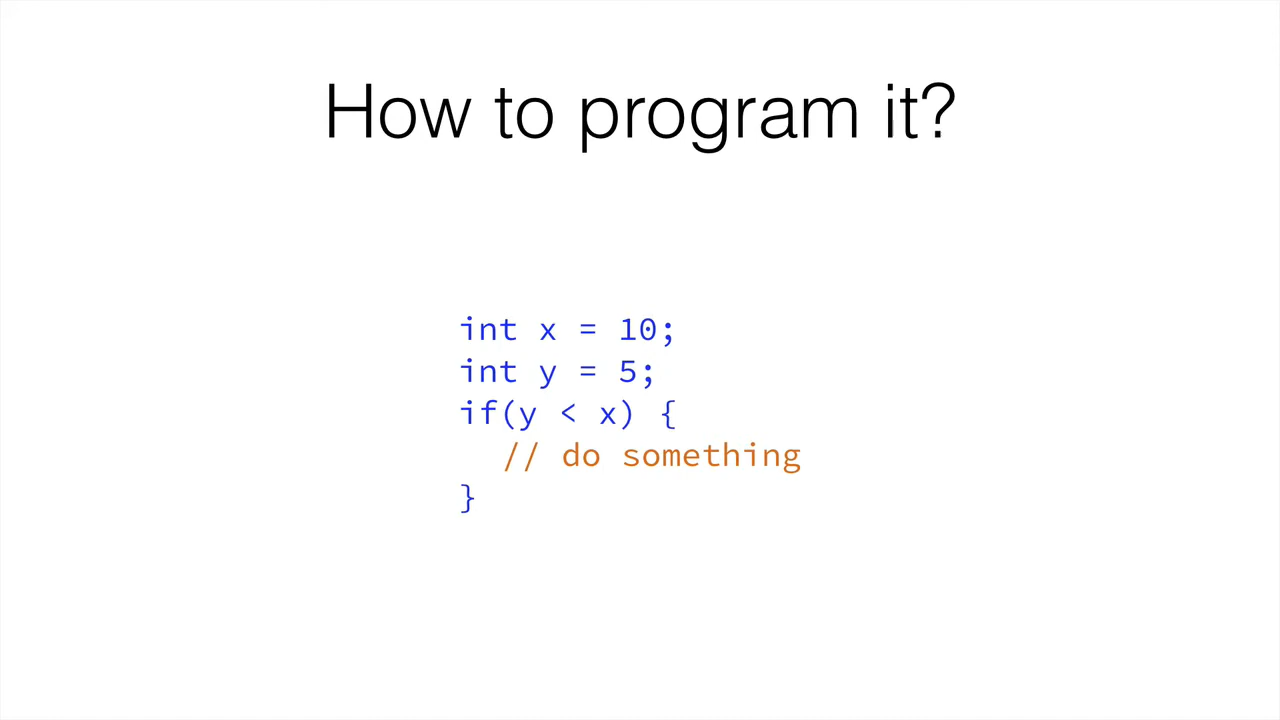 How to program it?
int x = 10;
int y = 5;
if(y < x) {
// do something
}